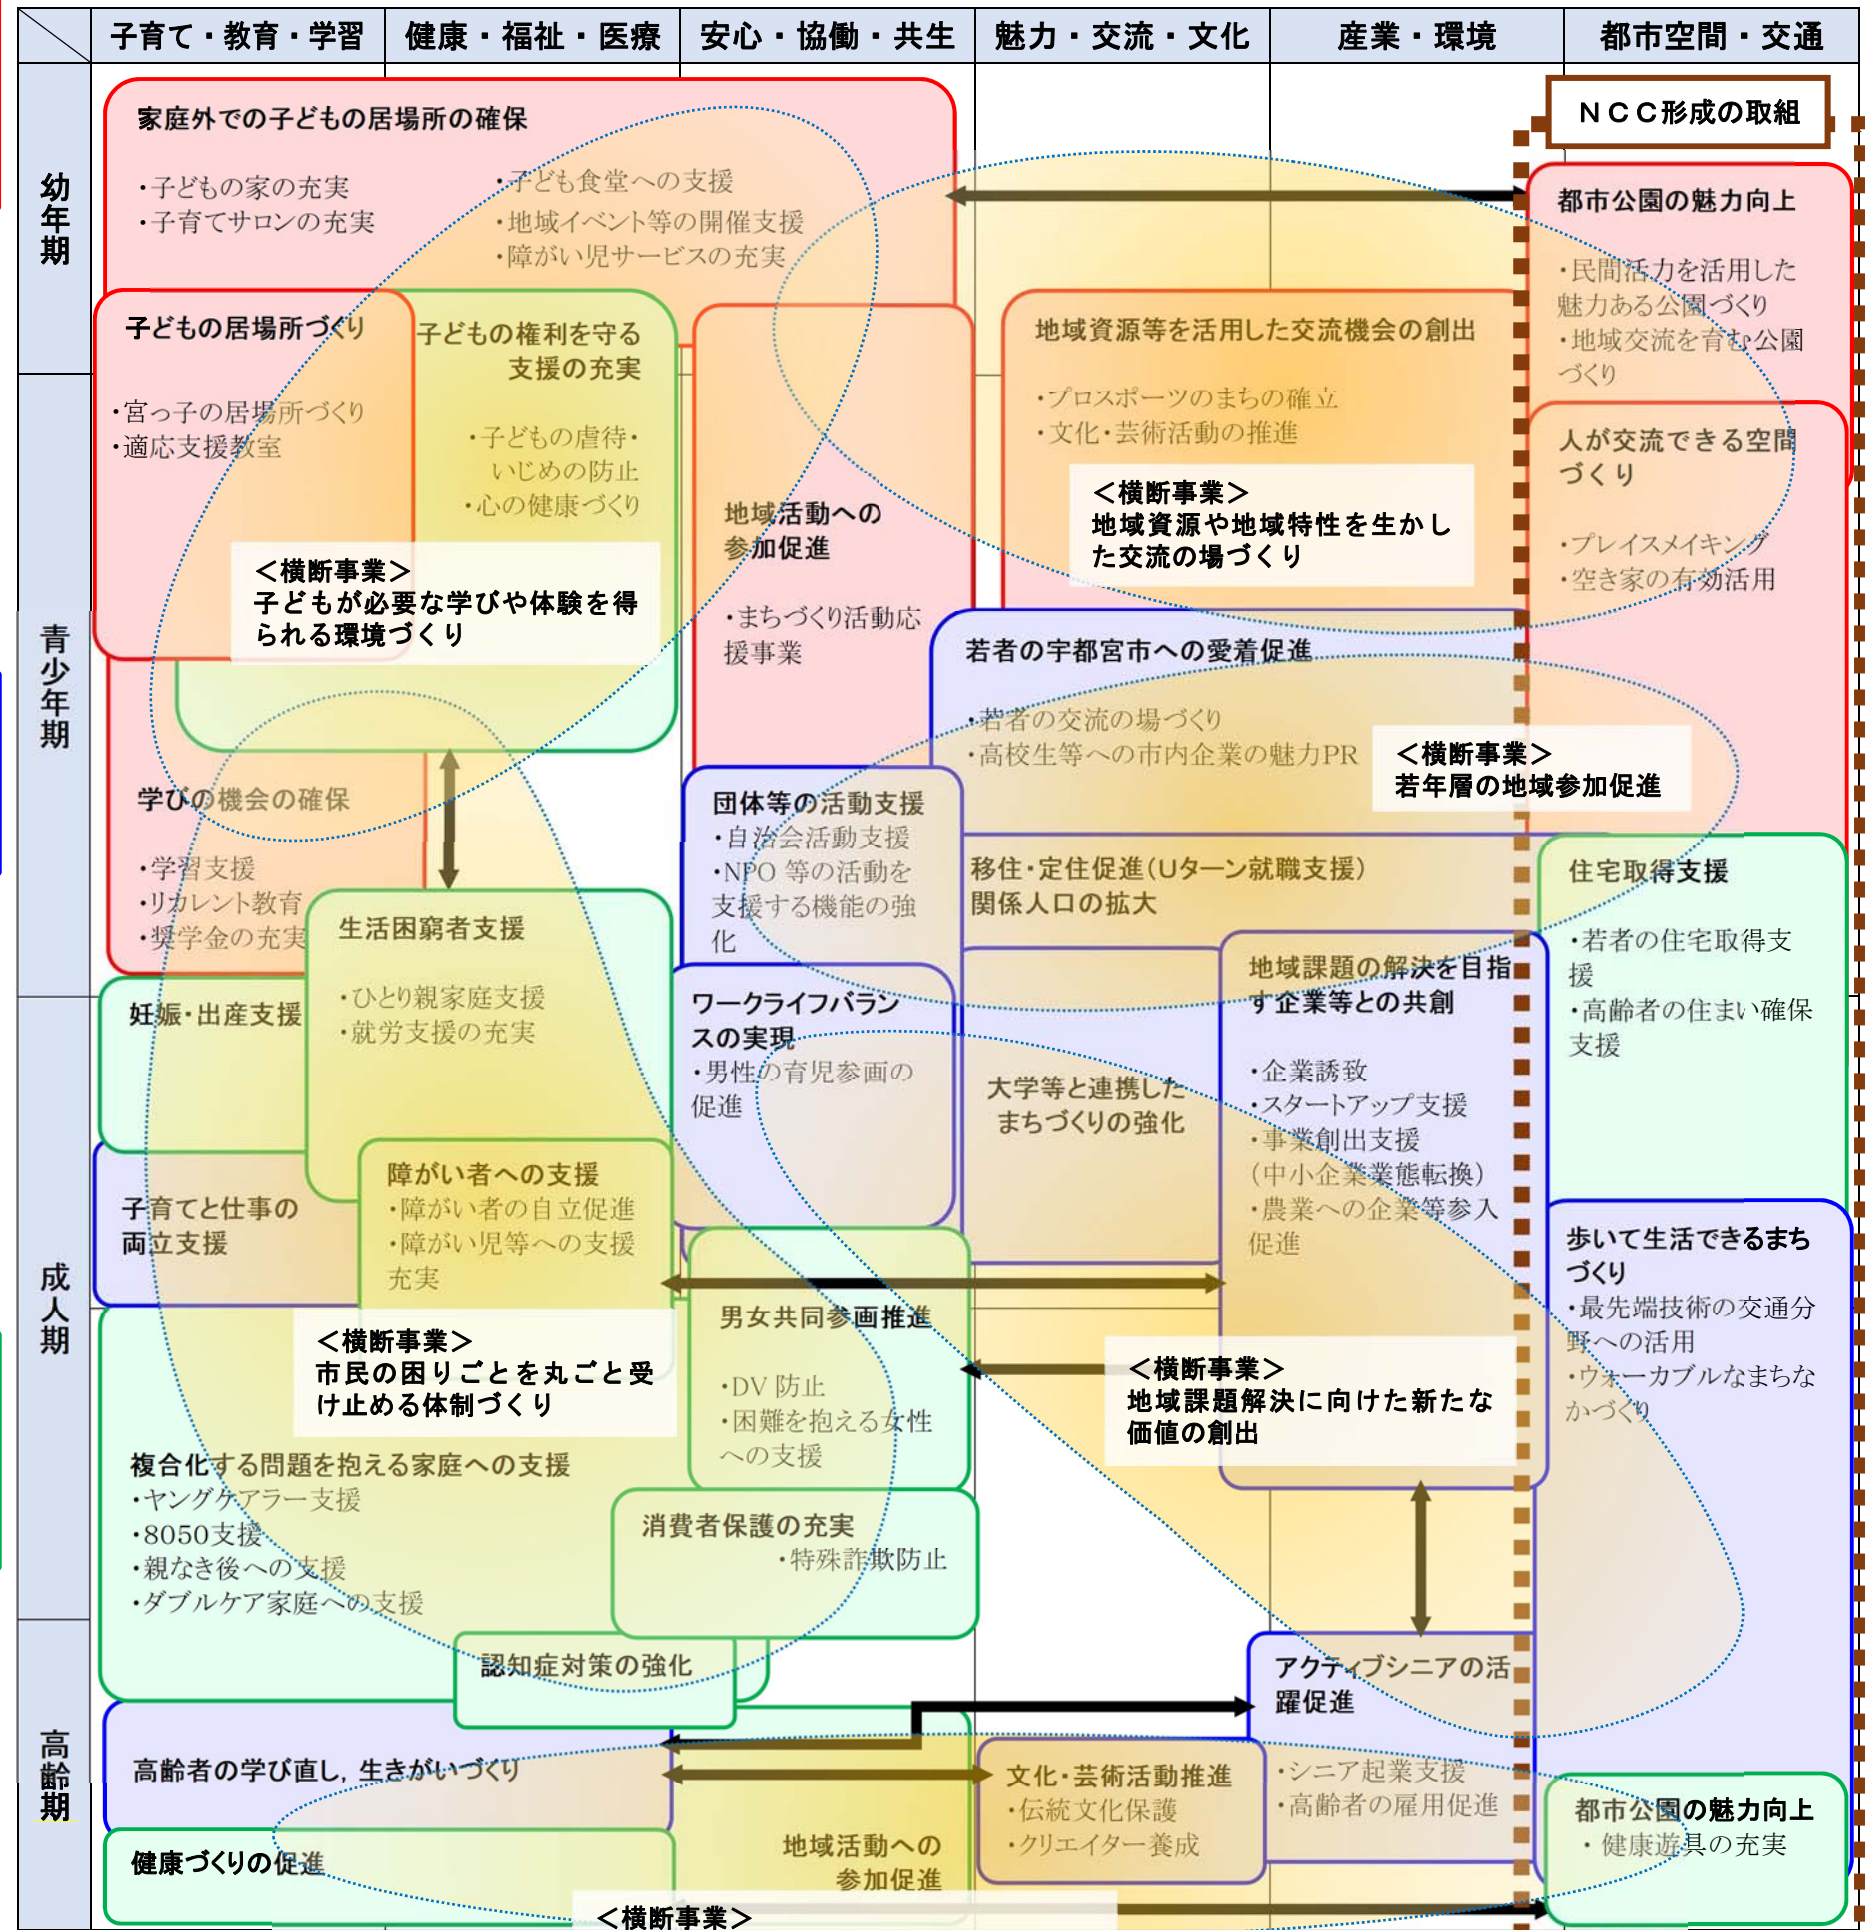 子育て・教育・学習
健康・福祉・医療
安心・協働・共生
魅力・交流・文化
産業・環境
都市空間・交通
幼年期
青少年期
成人期
高齢期
NCC形成の取組
家庭外での子どもの居場所の確保
・子どもの家の充実
・子育てサロンの充実
・子ども食堂への支援
・地域イベント等の開催支援
・障がい児サービスの充実
都市公園の魅力向上
・民間活力を活用した
魅力ある公園づくり
・地域交流を育む公園
づくり
子どもの居場所づくり
・宮っ子の居場所づくり
・適応支援教室
子どもの権利を守る
支援の充実
・子どもの虐待・
いじめの防止
・心の健康づくり
地域活動への
参加促進
・まちづくり活動応
援事業
地域資源等を活用した交流機会の創出
・プロスポーツのまちの確立
・文化・芸術活動の推進
＜横断事業＞
地域資源や地域特性を生かし
た交流の場づくり
人が交流できる空間
づくり
・プレイスメイキング
・空き家の有効活用
＜横断事業＞
子どもが必要な学びや体験を得
られる環境づくり
若者の宇都宮市への愛着促進
・若者の交流の場づくり
・高校生等への市内企業の魅力PR
＜横断事業＞
若年層の地域参加促進
学びの機会の確保
・学習支援
・リカレント教育
・奨学金の充実
団体等の活動支援
・自治会活動支援
・NPO 等の活動を
支援する機能の強
化
移住・定住促進（Uターン就職支援）
関係人口の拡大
住宅取得支援
・若者の住宅取得支
援
・高齢者の住まい確保
支援
生活困窮者支援
・ひとり親家庭支援
・就労支援の充実
妊娠・出産支援
ワークライフバラン
スの実現
・男性の育児参画の
促進
大学等と連携した
まちづくりの強化
地域課題の解決を目指
す企業等との共創
・企業誘致
・スタートアップ支援
・事業創出支援
（中小企業業態転換）
・農業への企業等参入
促進
子育てと仕事の
両立支援
障がい者への支援
・障がい者の自立促進
・障がい児等への支援
充実
歩いて生活できるまち
づくり
・最先端技術の交通分
野への活用
・ウォーカブルなまちな
かづくり
男女共同参画推進
・DV 防止
・困難を抱える女性
への支援
＜横断事業＞
市民の困りごとを丸ごと受
け止める体制づくり
＜横断事業＞
地域課題解決に向けた新たな
価値の創出
複合化する問題を抱える家庭への支援
・ヤングケアラー支援
・8050支援
・親なき後への支援
・ダブルケア家庭への支援
消費者保護の充実
・特殊詐欺防止
認知症対策の強化
アクティブシニアの活
躍促進
・シニア起業支援
・高齢者の雇用促進
高齢者の学び直し，生きがいづくり
文化・芸術活動推進
・伝統文化保護
・クリエイター養成
都市公園の魅力向上
・健康遊具の充実
健康づくりの促進
地域活動への
参加促進
＜横断事業＞